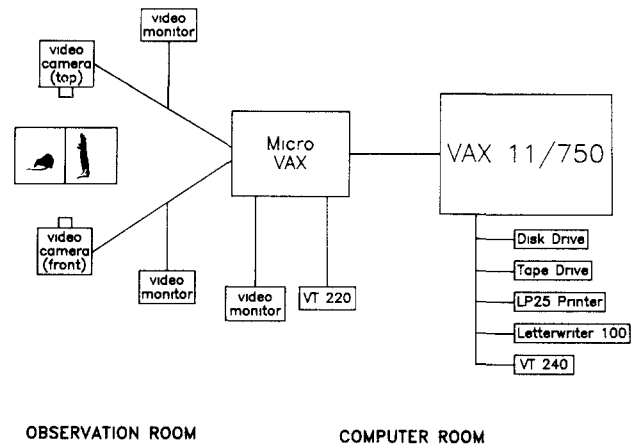 video
monitor
video
camera
(top)
Micro
VAX
VAX 11/750
video
camera
(front)
video
monitor
video
monitor
VT 220
Disk Drive
Tape Drive
LP25 Printer
Letterwriter 100
VT 240
OBSERVATION ROOM
COMPUTER ROOM